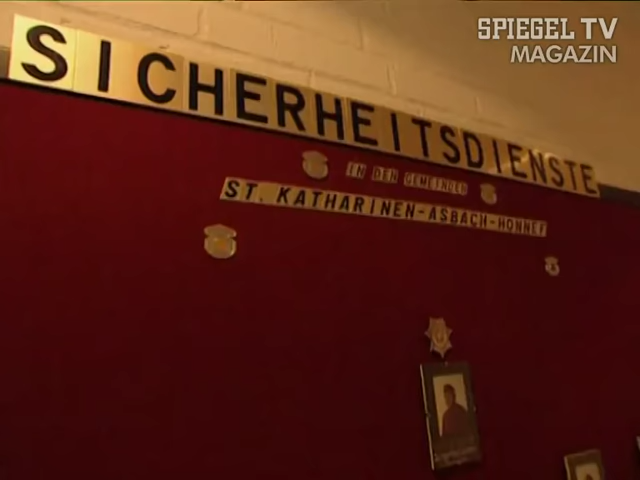 SPIEGEL TV
MAGAZIN
SICHERHEITSDIENSTE
IN DEN GEMEINDEN
ST. KATHARINEN-ASBACH-HONNEF